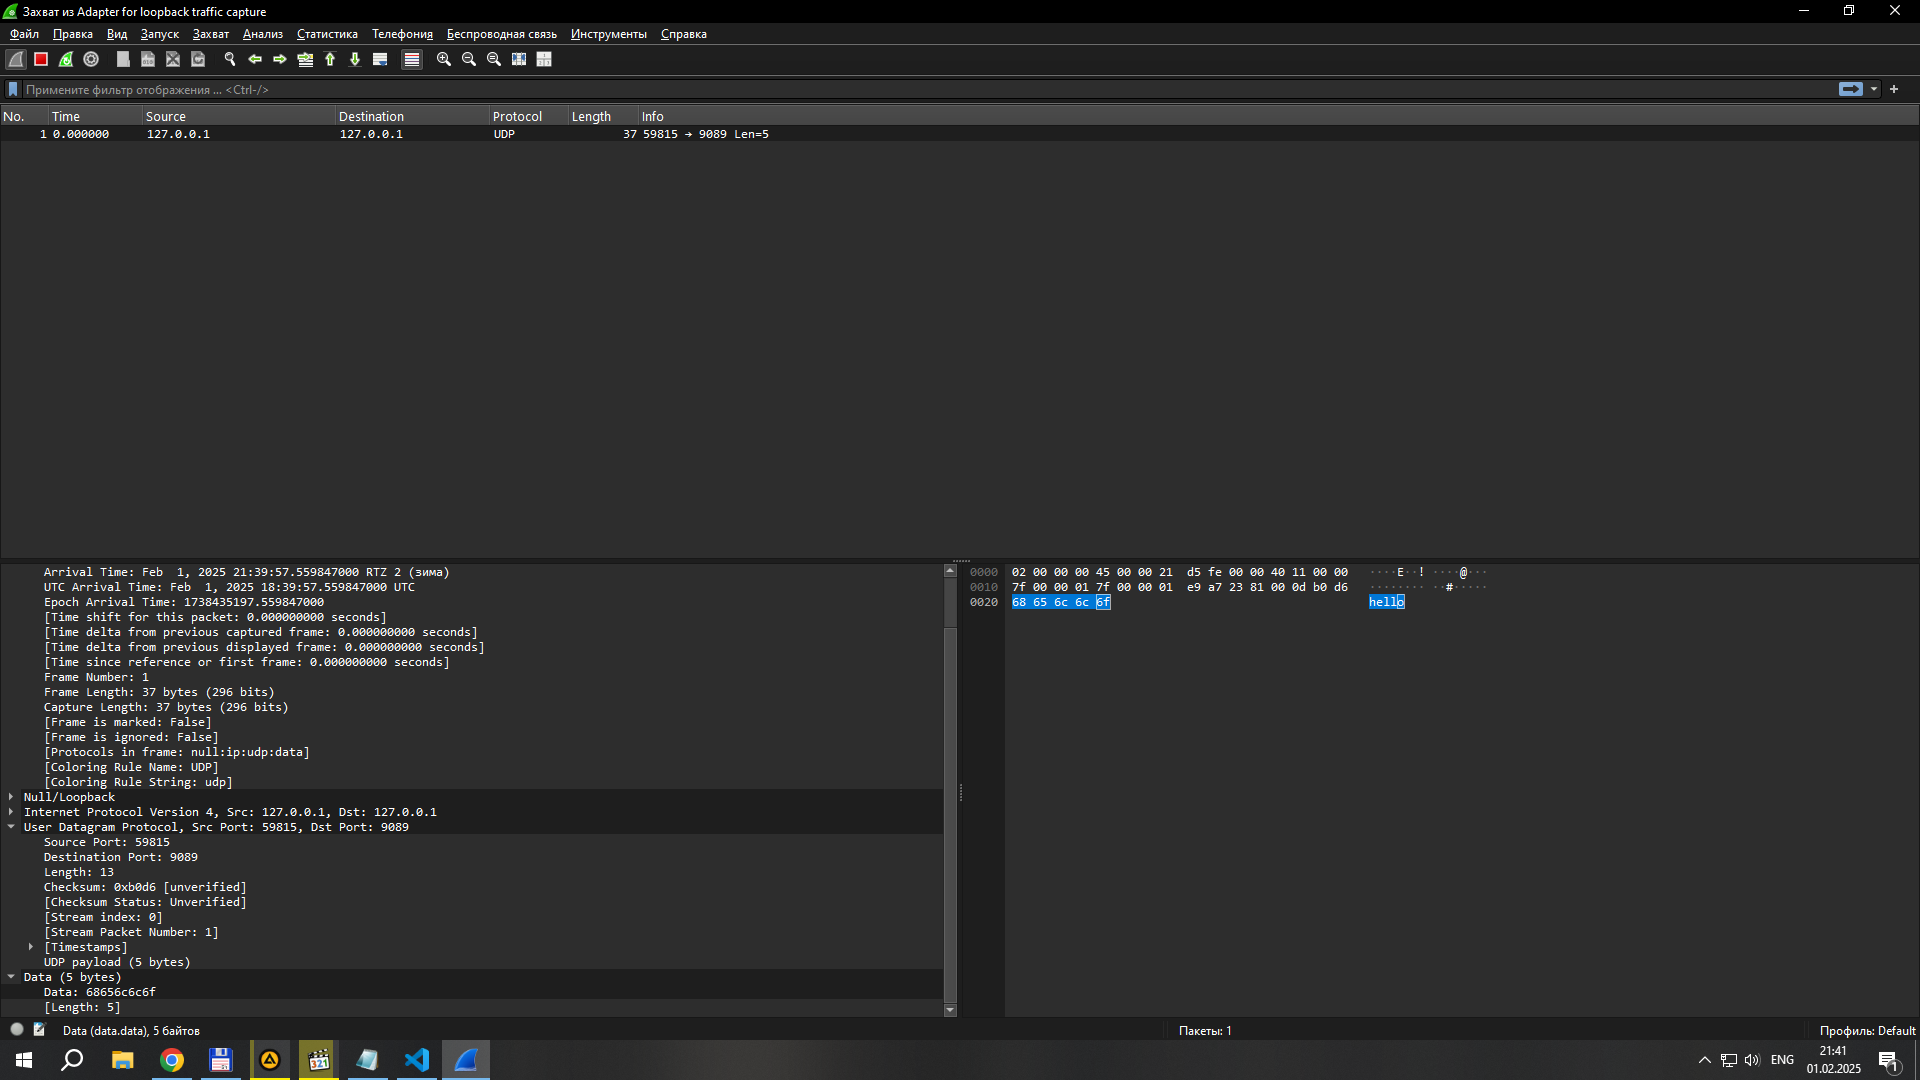 Захват из Adapter for loopback traffic capture
Файл Правка Вид Запуск Захват Анализ Статистика Телефония Беспроводная связь Инструменты Справка
Примените фильтр отображения ... <Ctrl-/>
No. Time Source Destination Protocol Length Info
1 0.000000 127.0.0.1 127.0.0.1 UDP 37 59815 → 9089 Len=5
Arrival Time: Feb  1, 2025 21:39:57.559847000 RTZ 2 (зима)
UTC Arrival Time: Feb  1, 2025 18:39:57.559847000 UTC
Epoch Arrival Time: 1738435197.559847000
[Time shift for this packet: 0.000000000 seconds]
[Time delta from previous captured frame: 0.000000000 seconds]
[Time delta from previous displayed frame: 0.000000000 seconds]
[Time since reference or first frame: 0.000000000 seconds]
Frame Number: 1
Frame Length: 37 bytes (296 bits)
Capture Length: 37 bytes (296 bits)
[Frame is marked: False]
[Frame is ignored: False]
[Protocols in frame: null:ip:udp:data]
[Coloring Rule Name: UDP]
[Coloring Rule String: udp]
Null/Loopback
Internet Protocol Version 4, Src: 127.0.0.1, Dst: 127.0.0.1
User Datagram Protocol, Src Port: 59815, Dst Port: 9089
Source Port: 59815
Destination Port: 9089
Length: 13
Checksum: 0xb0d6 [unverified]
[Checksum Status: Unverified]
[Stream index: 0]
[Stream Packet Number: 1]
[Timestamps]
UDP payload (5 bytes)
Data (5 bytes)
Data: 68656c6c6f
[Length: 5]
0000 02 00 00 00 45 00 00 21 d5 fe 00 00 40 11 00 00 ····E··! ····@···
0010 7f 00 00 01 7f 00 00 01 e9 a7 23 81 00 0d b0 d6 ········ ··#·····
0020 68 65 6c 6c 6f hello
Data (data.data), 5 байтов
Пакеты: 1
Профиль: Default
321
ENG
21:41
01.02.2025
1